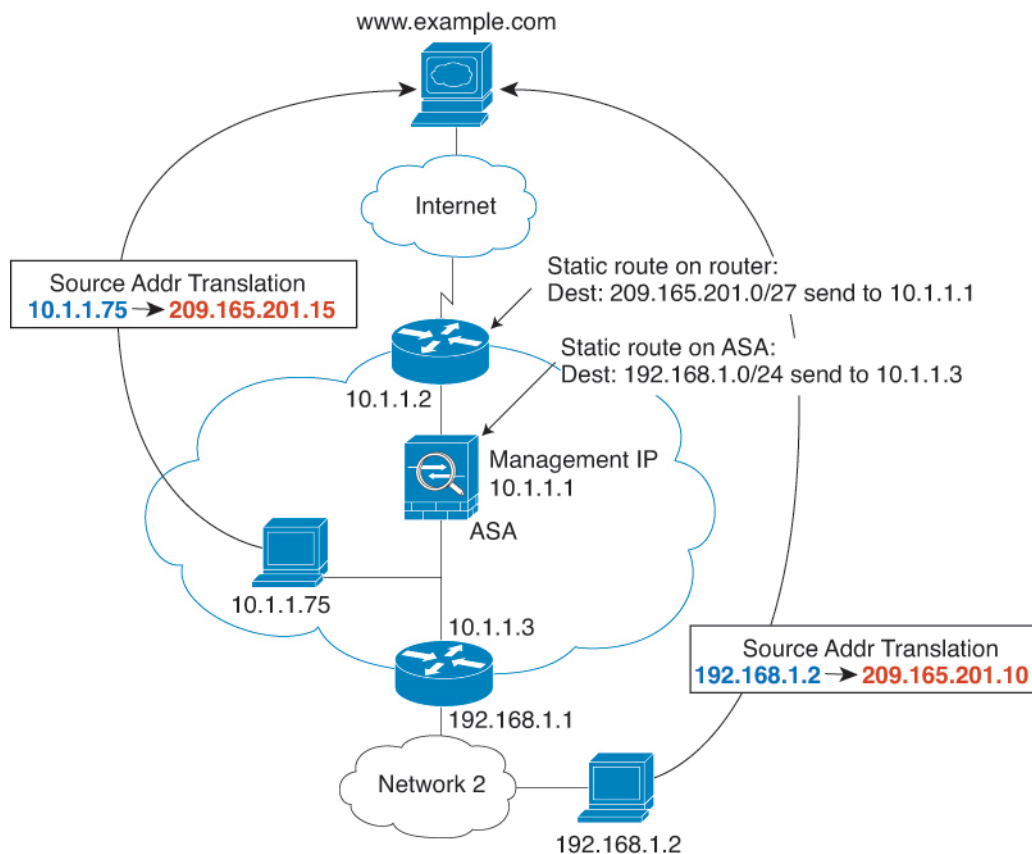 www.example.com
Internet
Source Addr Translation
10.1.1.75 209.165.201.15
Static route on router:
Dest: 209.165.201.0/27 send to 10.1.1.1
Static route on ASA:
Dest: 192.168.1.0/24 send to 10.1.1.3
10.1.1.2
Management IP
10.1.1.1
ASA
10.1.1.75
10.1.1.3
Source Addr Translation
192.168.1.2 209.165.201.10
192.168.1.1
Network 2
192.168.1.2